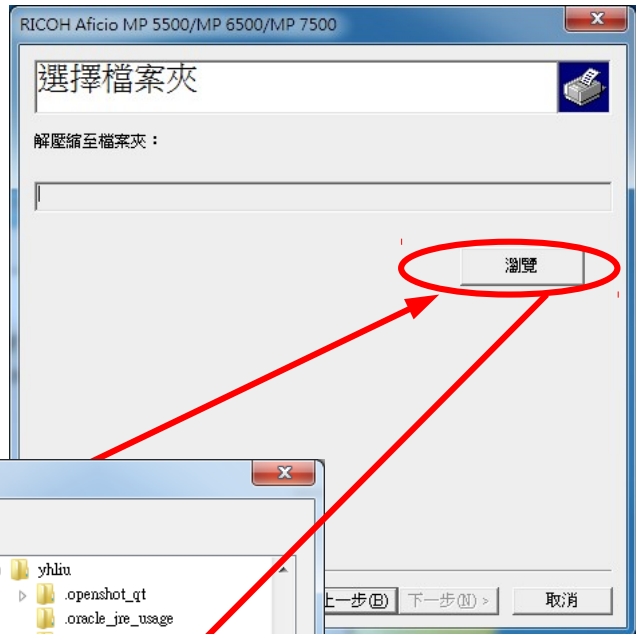 RICOH Aficio MP 5500/MP 6500/MP 7500
選擇檔案夾
解壓縮至檔案夾：
瀏覽
yhliu
.openshot_qt
.oracle_jre_usage
上一步(B)
下一步(N) >
取消